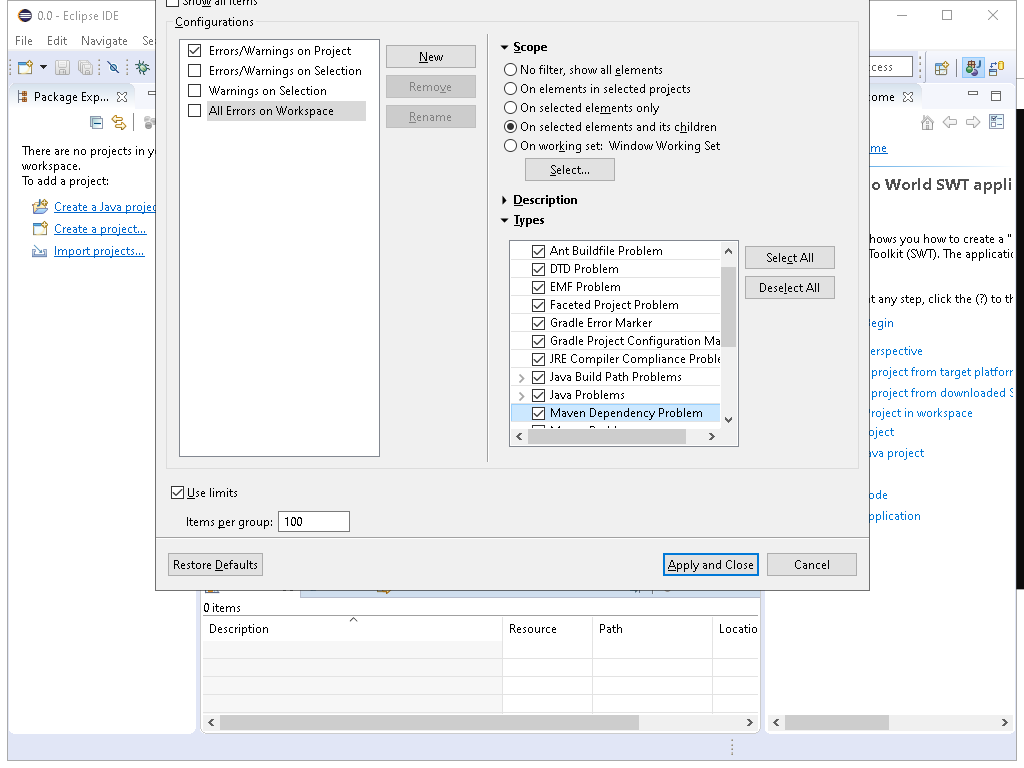 Show all items
0.0 - Eclipse IDE
File Edit Navigate Se
Configurations
Errors/Warnings on Project
Errors/Warnings on Selection
Warnings on Selection
All Errors on Workspace
New
Remove
Rename
Scope
No filter, show all elements
On elements in selected projects
On selected elements only
On selected elements and its children
On working set: Window Working Set
Select...
Description
Types
Ant Buildfile Problem
DTD Problem
EMF Problem
Faceted Project Problem
Gradle Error Marker
Gradle Project Configuration Ma
JRE Compiler Compliance Proble
Java Build Path Problems
Java Problems
Maven Dependency Problem
Select All
Deselect All
Use limits
Items per group: 100
Restore Defaults
Apply and Close
Cancel
Package Exp...
There are no projects in y
workspace.
To add a project:
Create a Java projec
Create a project...
Import projects...
cess
ome
me
o World SWT appli
hows you how to create a "
Toolkit (SWT). The applicatio
t any step, click the (?) to th
egin
erspective
project from target platforr
project from downloaded S
roject in workspace
oject
va project
ode
pplication
0 items
Description Resource Path Locatio